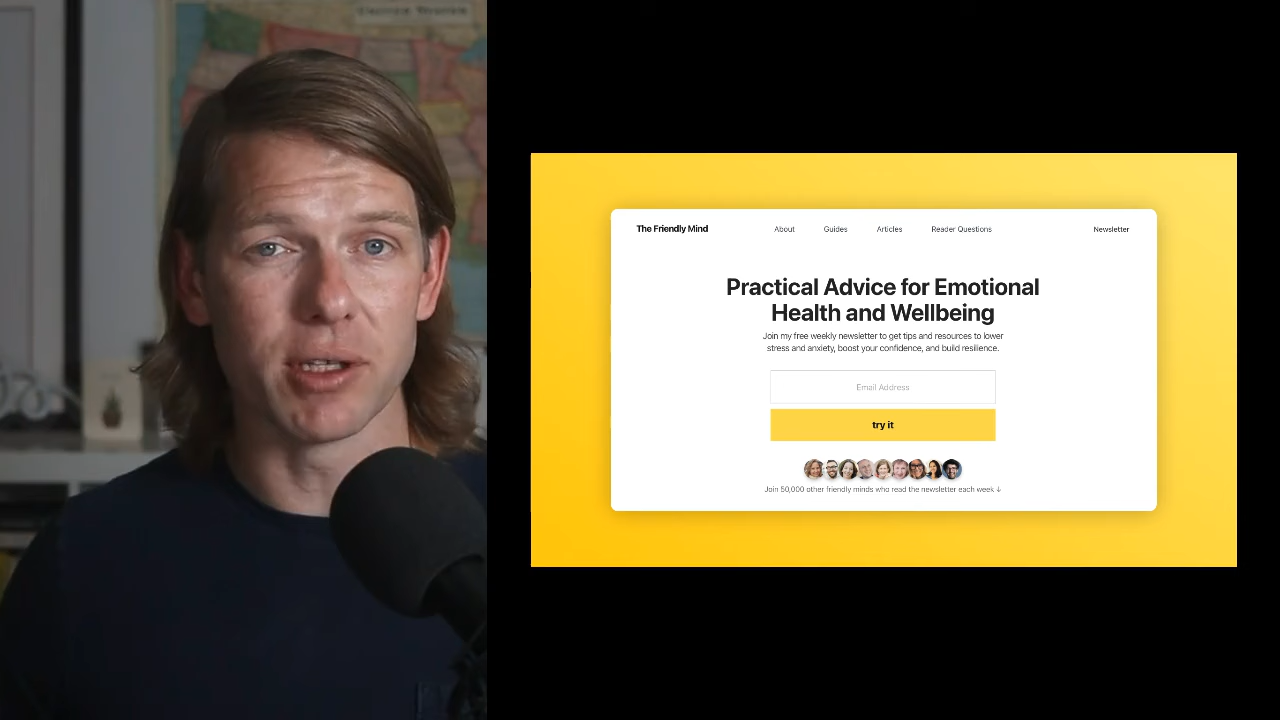 The Friendly Mind
About
Guides
Articles
Reader Questions
Newsletter
Practical Advice for Emotional
Health and Wellbeing
Join my free weekly newsletter to get tips and resources to lower
stress and anxiety, boost your confidence, and build resilience.
Email Address
try it
Join 50,000 other friendly minds who read the newsletter each week ↓